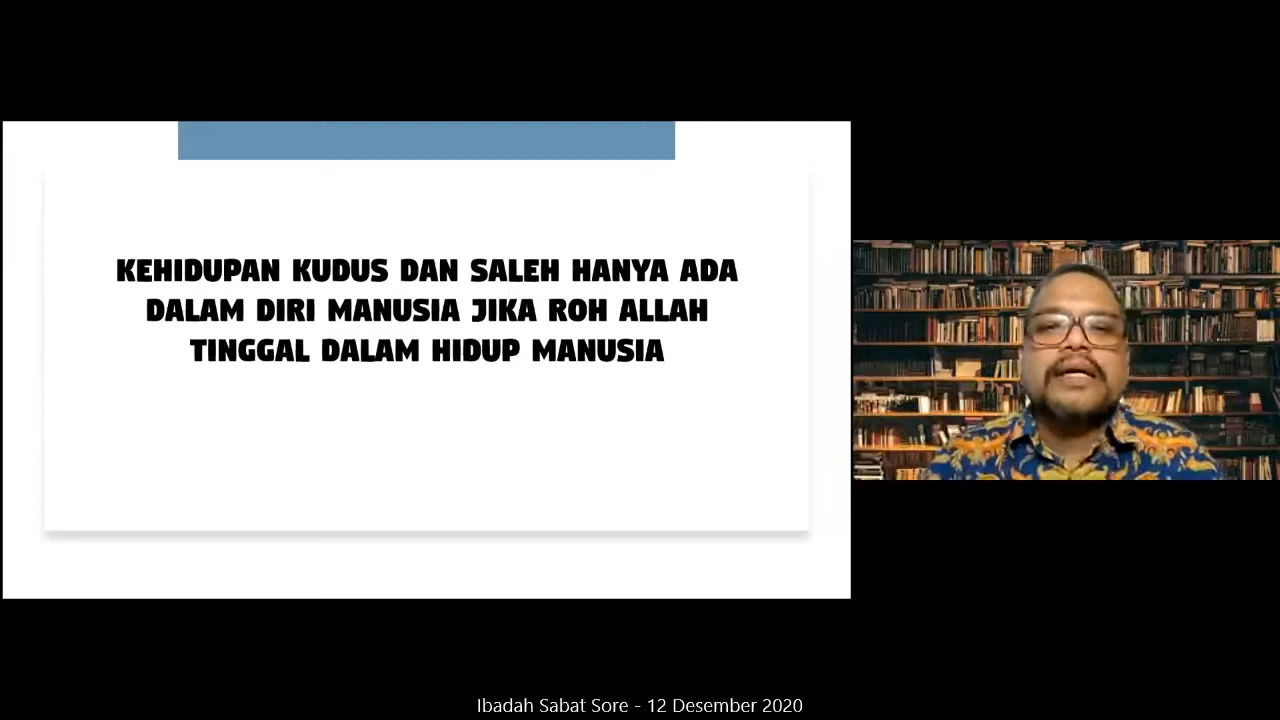 KEHIDUPAN KUDUS DAN SALEH HANYA ADA
DALAM DIRI MANUSIA JIKA ROH ALLAH
TINGGAL DALAM HIDUP MANUSIA
Ibadah Sabat Sore - 12 Desember 2020